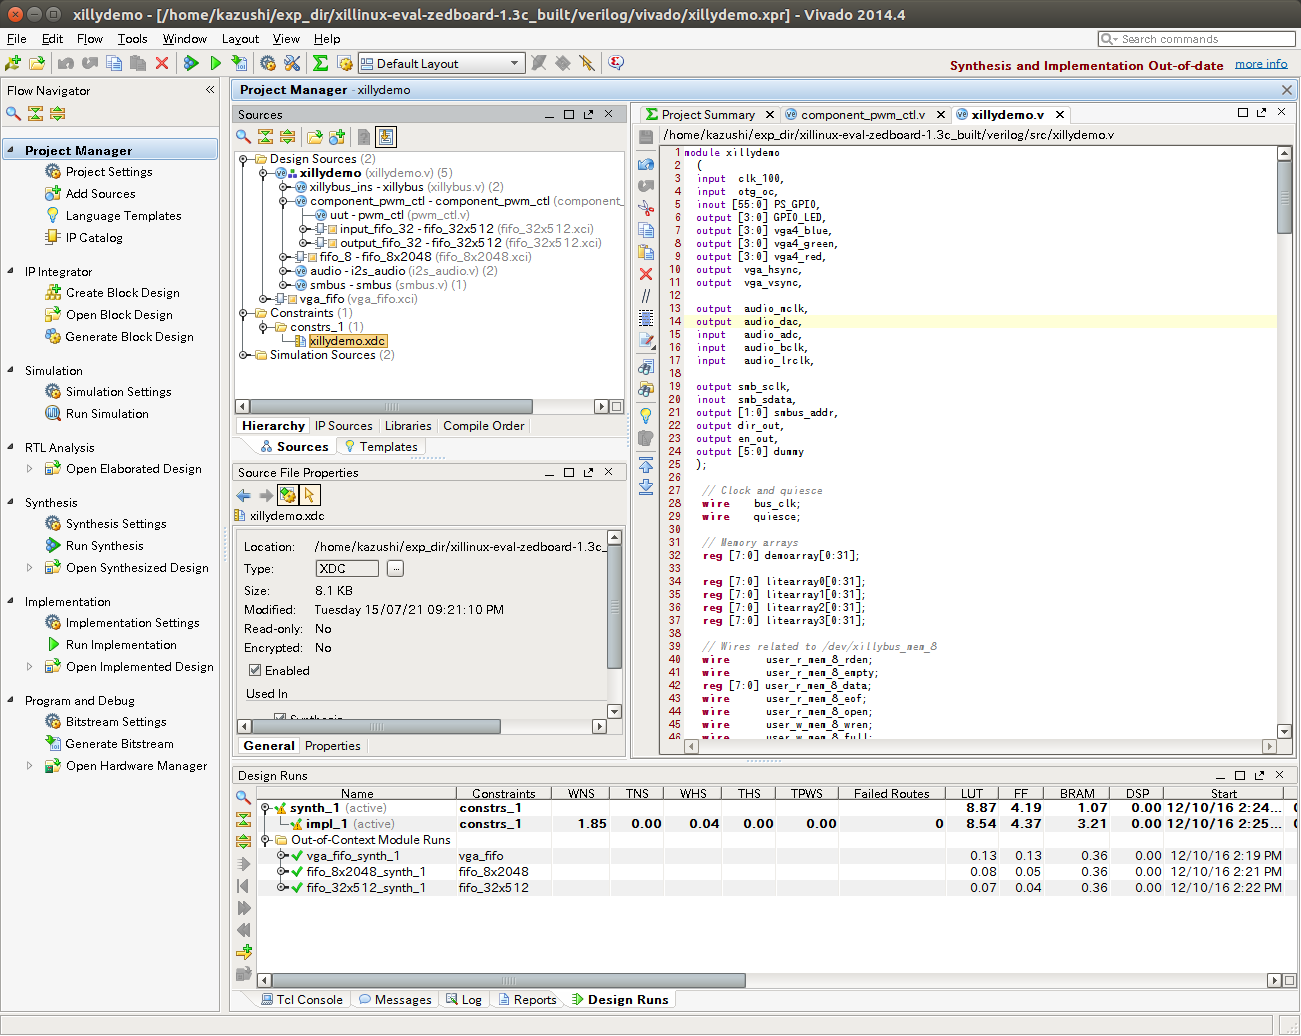 xillydemo - [/home/kazushi/exp_dir/xillinux-eval-zedboard-1.3c_built/verilog/vivado/xillydemo.xpr] - Vivado 2014.4
File Edit Flow Tools Window Layout View Help
Search commands
Default Layout
Synthesis and Implementation Out-of-date more info
Flow Navigator
Project Manager
Project Settings
Add Sources
Language Templates
IP Catalog
IP Integrator
Create Block Design
Open Block Design
Generate Block Design
Simulation
Simulation Settings
Run Simulation
RTL Analysis
Open Elaborated Design
Synthesis
Synthesis Settings
Run Synthesis
Open Synthesized Design
Implementation
Implementation Settings
Run Implementation
Open Implemented Design
Program and Debug
Bitstream Settings
Generate Bitstream
Open Hardware Manager
Project Manager - xillydemo
Sources
Design Sources (2)
xillydemo (xillydemo.v) (5)
xillybus_ins - xillybus (xillybus.v) (2)
component_pwm_ctl - component_pwm_ctl (component_
uut - pwm_ctl (pwm_ctl.v)
input_fifo_32 - fifo_32x512 (fifo_32x512.xci)
output_fifo_32 - fifo_32x512 (fifo_32x512.xci)
fifo_8 - fifo_8x2048 (fifo_8x2048.xci)
audio - i2s_audio (i2s_audio.v) (2)
smbus - smbus (smbus.v) (1)
vga_fifo (vga_fifo.xci)
Constraints (1)
constrs_1 (1)
xillydemo.xdc
Simulation Sources (2)
Hierarchy IP Sources Libraries Compile Order
Sources Templates
Source File Properties
xillydemo.xdc
Location: /home/kazushi/exp_dir/xillinux-eval-zedboard-1.3c_
Type: XDC ...
Size: 8.1 KB
Modified: Tuesday 15/07/21 09:21:10 PM
Read-only: No
Encrypted: No
Enabled
Used In
Synthesis
General Properties
Project Summary component_pwm_ctl.v xillydemo.v
/home/kazushi/exp_dir/xillinux-eval-zedboard-1.3c_built/verilog/src/xillydemo.v
1 module xillydemo
2 (
3 input clk_100,
4 input otg_oc,
5 inout [55:0] PS_GPIO,
6 output [3:0] GPIO_LED,
7 output [3:0] vga4_blue,
8 output [3:0] vga4_green,
9 output [3:0] vga4_red,
10 output vga_hsync,
11 output vga_vsync,
12
13 output audio_mclk,
14 output audio_dac,
15 input audio_adc,
16 input audio_bclk,
17 input audio_lrclk,
18
19 output smb_sclk,
20 inout smb_sdata,
21 output [1:0] smbus_addr,
22 output dir_out,
23 output en_out,
24 output [5:0] dummy
25 );
26
27 // Clock and quiesce
28 wire bus_clk;
29 wire quiesce;
30
31 // Memory arrays
32 reg [7:0] demoarray[0:31];
33
34 reg [7:0] litearray0[0:31];
35 reg [7:0] litearray1[0:31];
36 reg [7:0] litearray2[0:31];
37 reg [7:0] litearray3[0:31];
38
39 // Wires related to /dev/xillybus_mem_8
40 wire user_r_mem_8_rden;
41 wire user_r_mem_8_empty;
42 reg [7:0] user_r_mem_8_data;
43 wire user_r_mem_8_eof;
44 wire user_r_mem_8_open;
45 wire user_w_mem_8_wren;
46 wire user_w_mem_8_full;
Design Runs
Name Constraints WNS TNS WHS THS TPWS Failed Routes LUT FF BRAM DSP Start
synth_1 (active) constrs_1 8.87 4.19 1.07 0.00 12/10/16 2:24...
impl_1 (active) constrs_1 1.85 0.00 0.04 0.00 0.00 0 8.54 4.37 3.21 0.00 12/10/16 2:25...
Out-of-Context Module Runs
vga_fifo_synth_1 vga_fifo 0.13 0.13 0.36 0.00 12/10/16 2:19 PM
fifo_8x2048_synth_1 fifo_8x2048 0.08 0.05 0.36 0.00 12/10/16 2:21 PM
fifo_32x512_synth_1 fifo_32x512 0.07 0.04 0.36 0.00 12/10/16 2:22 PM
Tcl Console Messages Log Reports Design Runs